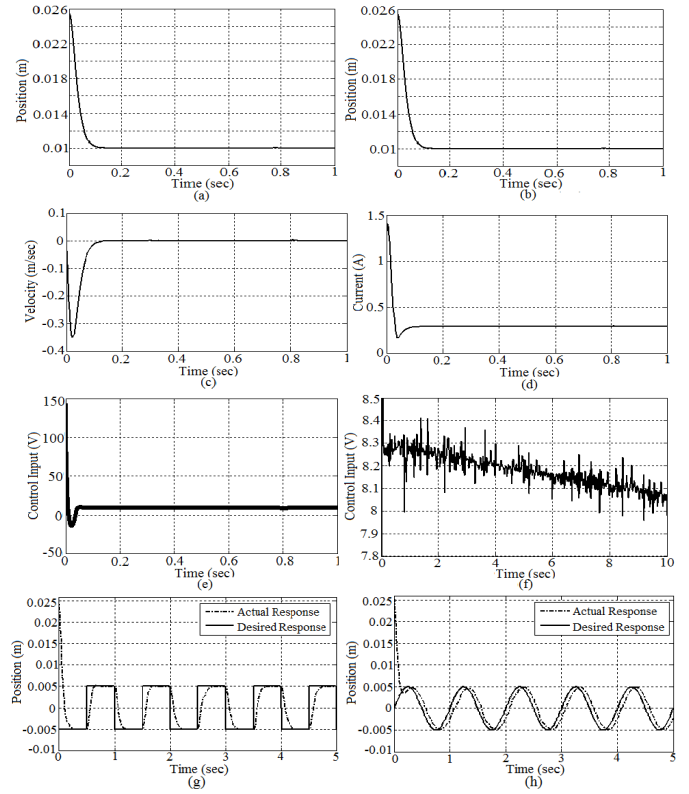 0.026
0.022
0.018
0.014
0.01
Position (m)
0 0.2 0.4 0.6 0.8 1
Time (sec)
(a)
0.026
0.022
0.018
0.014
0.01
Position (m)
0 0.2 0.4 0.6 0.8 1
Time (sec)
(b)
0.1
0
-0.1
-0.2
-0.3
-0.4
Velocity (m/sec)
0.2 0.4 0.6 0.8 1
Time (sec)
(c)
1.5
1
0.5
0
Current (A)
0 0.2 0.4 0.6 0.8 1
Time (sec)
(d)
150
100
50
0
-50
Control Input (V)
0.2 0.4 0.6 0.8 1
Time (sec)
(e)
8.5
8.4
8.3
8.2
8.1
8
7.9
7.8
Control Input (V)
0 2 4 6 8 10
Time (sec)
(f)
0.025
0.02
0.015
0.01
0.005
0
-0.005
-0.01
Position (m)
Actual Response
Desired Response
0 1 2 3 4 5
Time (sec)
(g)
0.025
0.02
0.015
0.01
0.005
0
-0.005
-0.01
Position (m)
Actual Response
Desired Response
0 1 2 3 4 5
Time (sec)
(h)